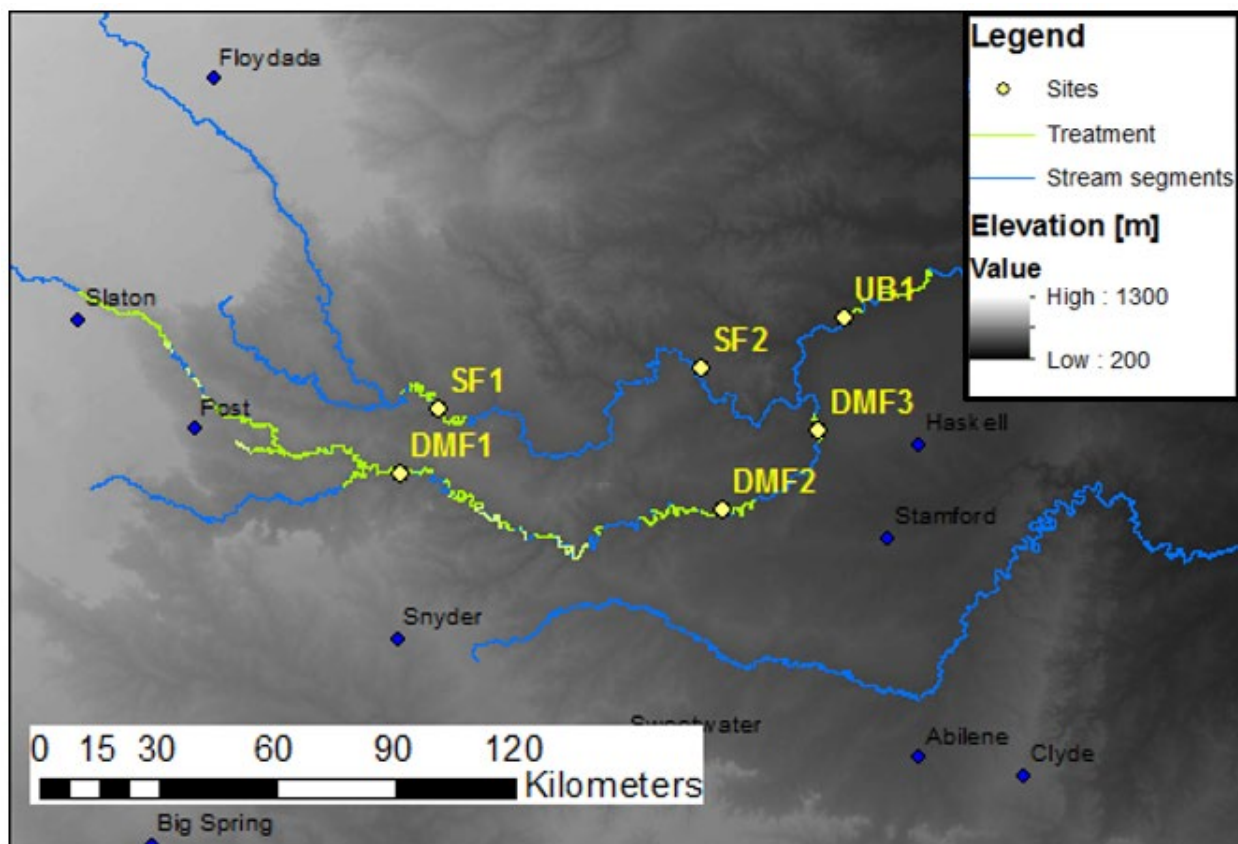 Legend
Sites
Treatment
Stream segments
Elevation [m]
Value
High : 1300
Low : 200
Floydada
Slaton
UB1
SF2
SF1
Post
DMF3
Haskell
DMF1
DMF2
Stamford
Snyder
Sweetwater
Abilene
Clyde
0 15 30 60 90 120
Kilometers
Big Spring